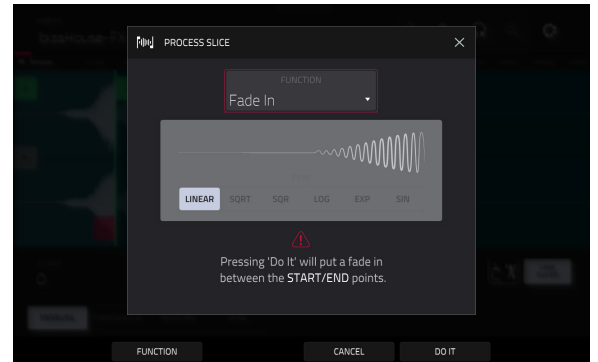 PROCESS SLICE
FUNCTION
Fade In
TYPE
LINEAR SQRT SQR LOG EXP SIN
Pressing 'Do It' will put a fade in
between the START/END points.
FUNCTION CANCEL DO IT